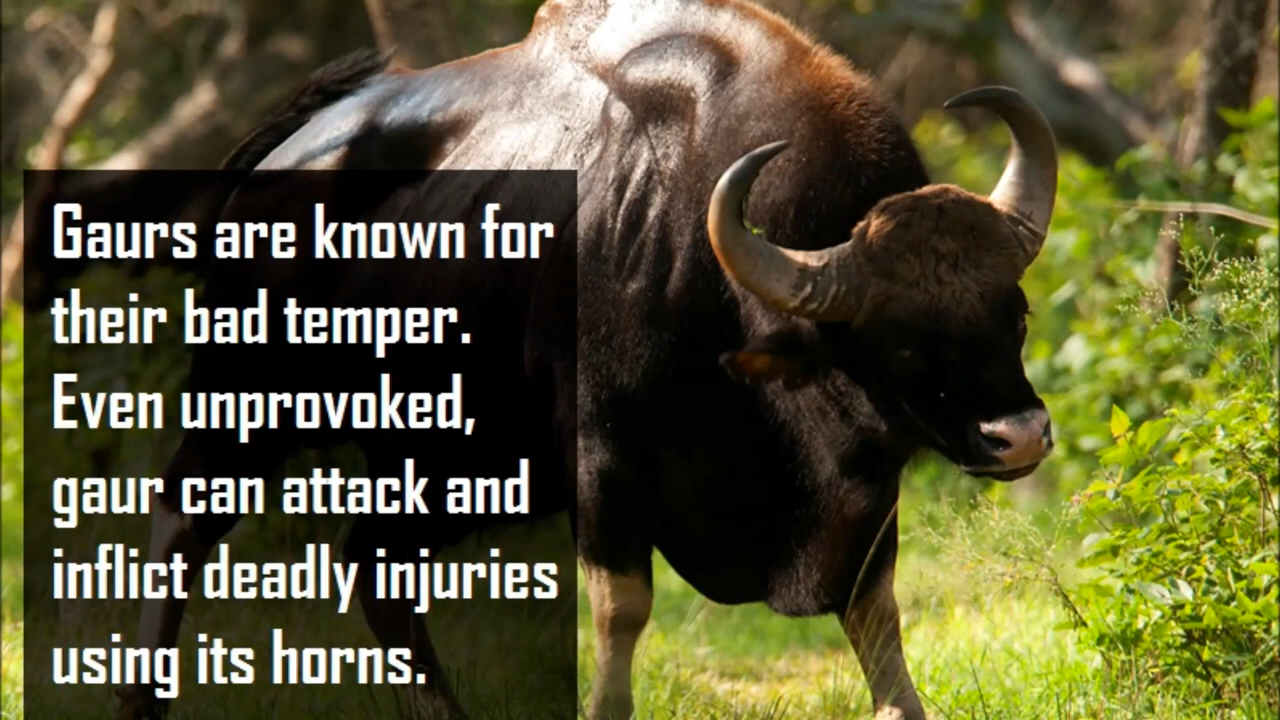 Gaurs are known for
their bad temper.
Even unprovoked,
gaur can attack and
inflict deadly injuries
using its horns.